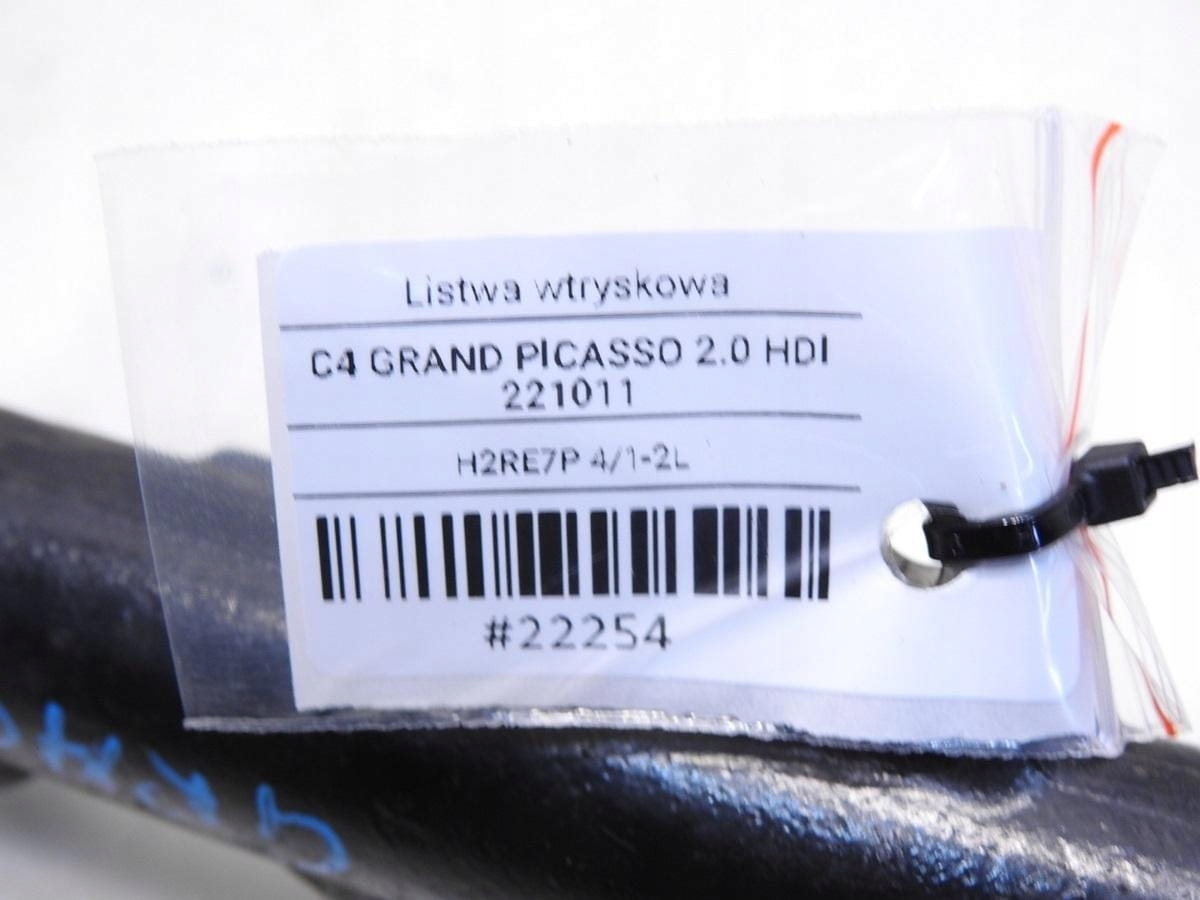 Listwa wtryskowa
C4 GRAND PICASSO 2.0 HDI
221011
H2RE7P 4/1-2L
#22254